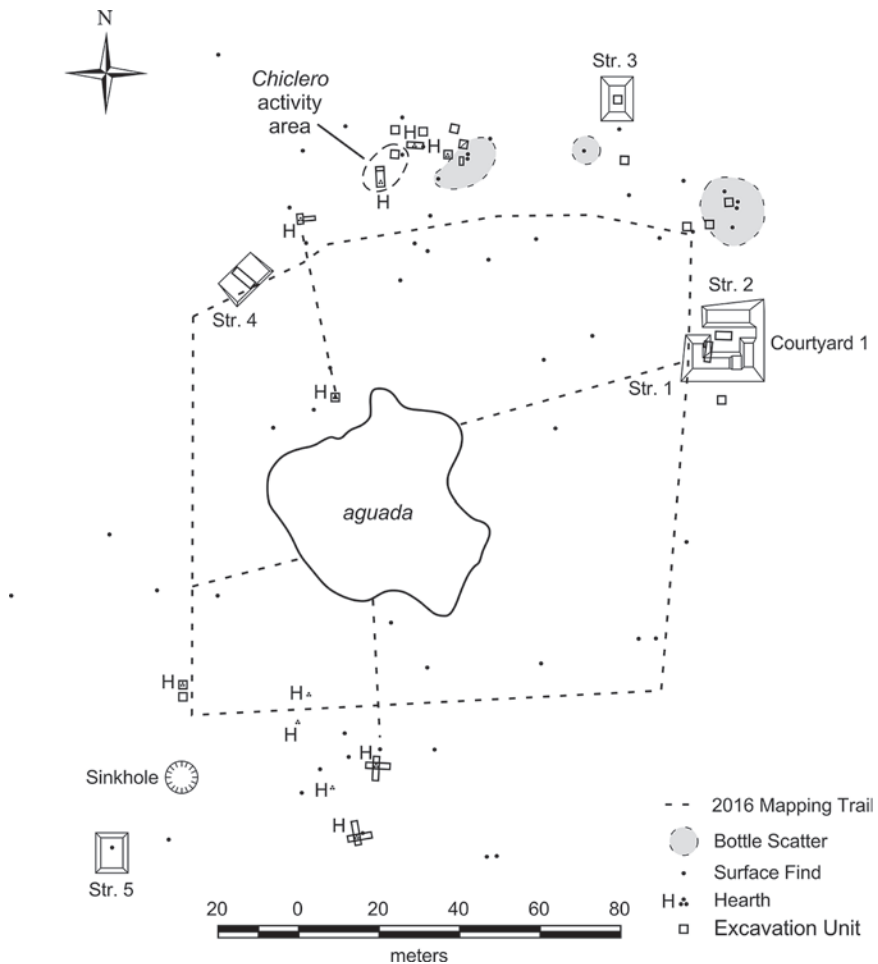 N
Str. 3
Chiclero
activity
area
H
H
H
H
Str. 4
Str. 2
Courtyard 1
Str. 1
H
aguada
H
H
H
H
Sinkhole
H
H
Str. 5
2016 Mapping Trail
Bottle Scatter
Surface Find
H Hearth
Excavation Unit
20 0 20 40 60 80
meters